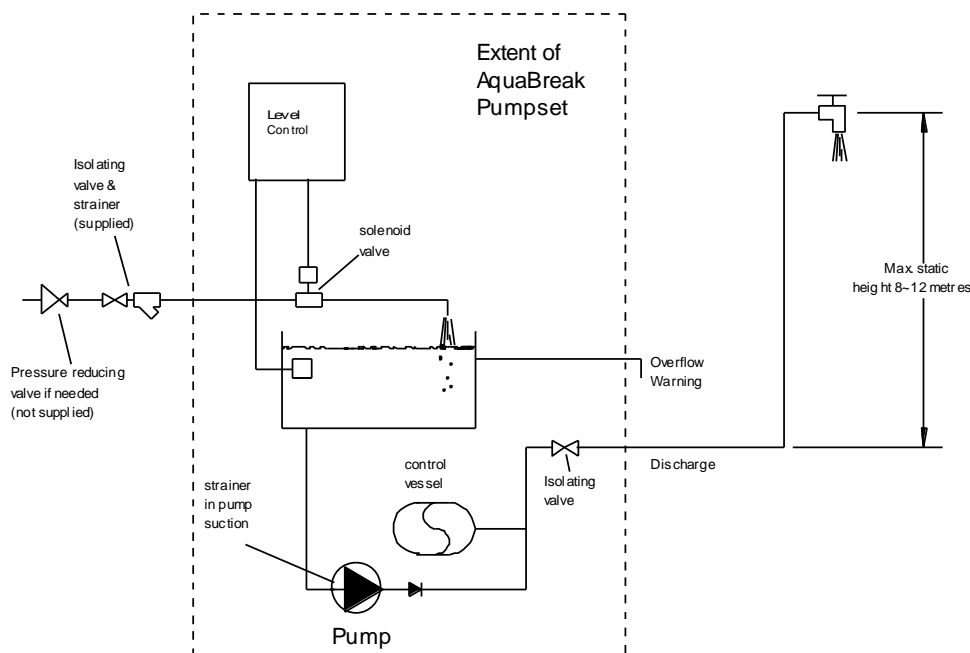 Extent of
AquaBreak
Pumpset
Level
Control
Isolating
valve &
strainer
(supplied)
solenoid
valve
Max. static
height 8~12 metres
Pressure reducing
valve if needed
(not supplied)
Overflow
Warning
control
vessel
Discharge
Isolating
valve
strainer
in pump
suction
Pump